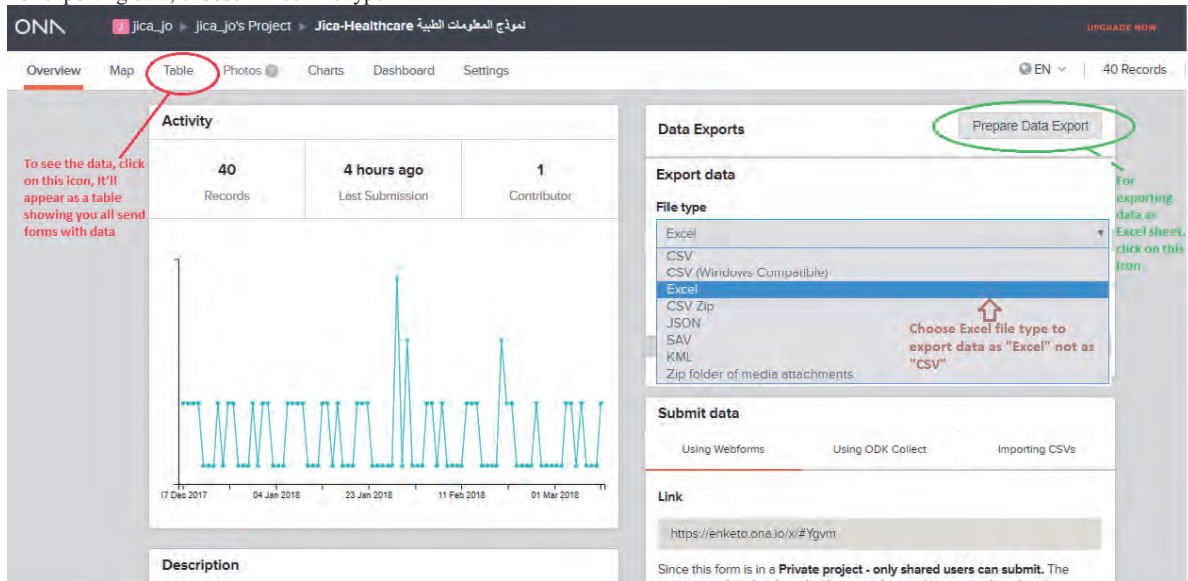 ONA jica_jo ▸ jica_jo's Project ▸ Jica-Healthcare نموذج المعلومات الطبية UPGRADE NOW
Overview Map Table Photos Charts Dashboard Settings EN 40 Records
To see the data, click
on this icon, It'll
appear as a table
showing you all send
forms with data
Activity
40
Records
4 hours ago
Last Submission
1
Contributor
17 Dec 2017 04 Jan 2018 23 Jan 2018 11 Feb 2018 01 Mar 2018
Description
Data Exports Prepare Data Export
For
exporting
data as
Excel sheet,
click on this
Icon
Export data
File type
Excel
CSV
CSV (Windows Compatible)
Excel
CSV Zip
JSON
SAV
KML
Zip folder of media attachments
Choose Excel file type to
export data as "Excel" not as
"CSV"
Submit data
Using Webforms Using ODK Collect Importing CSVs
Link
https://enketo.ona.io/x/#Ygvm
Since this form is in a Private project - only shared users can submit. The